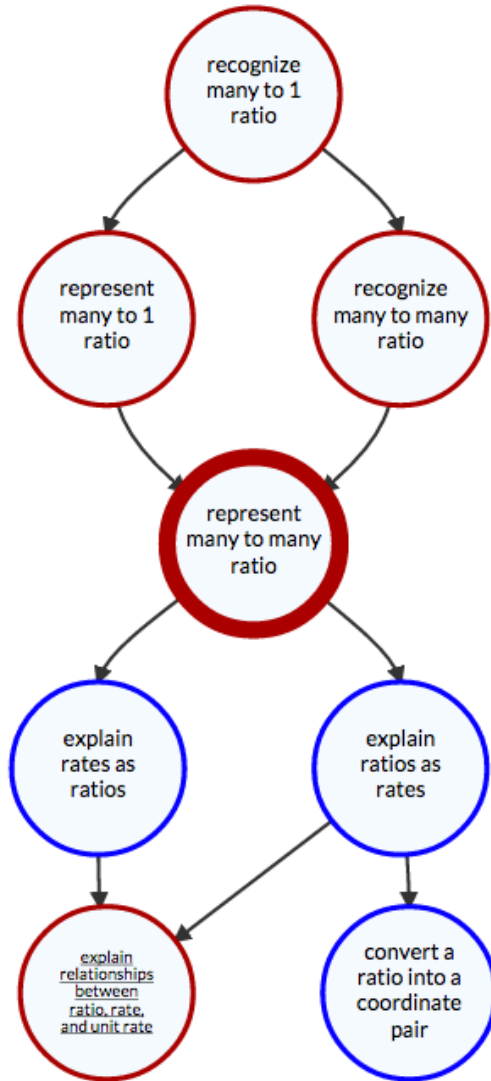 recognize
many to 1
ratio
represent
many to 1
ratio
recognize
many to many
ratio
represent
many to many
ratio
explain
rates as
ratios
explain
ratios as
rates
explain
relationships
between
ratio, rate,
and unit rate
convert a
ratio into a
coordinate
pair